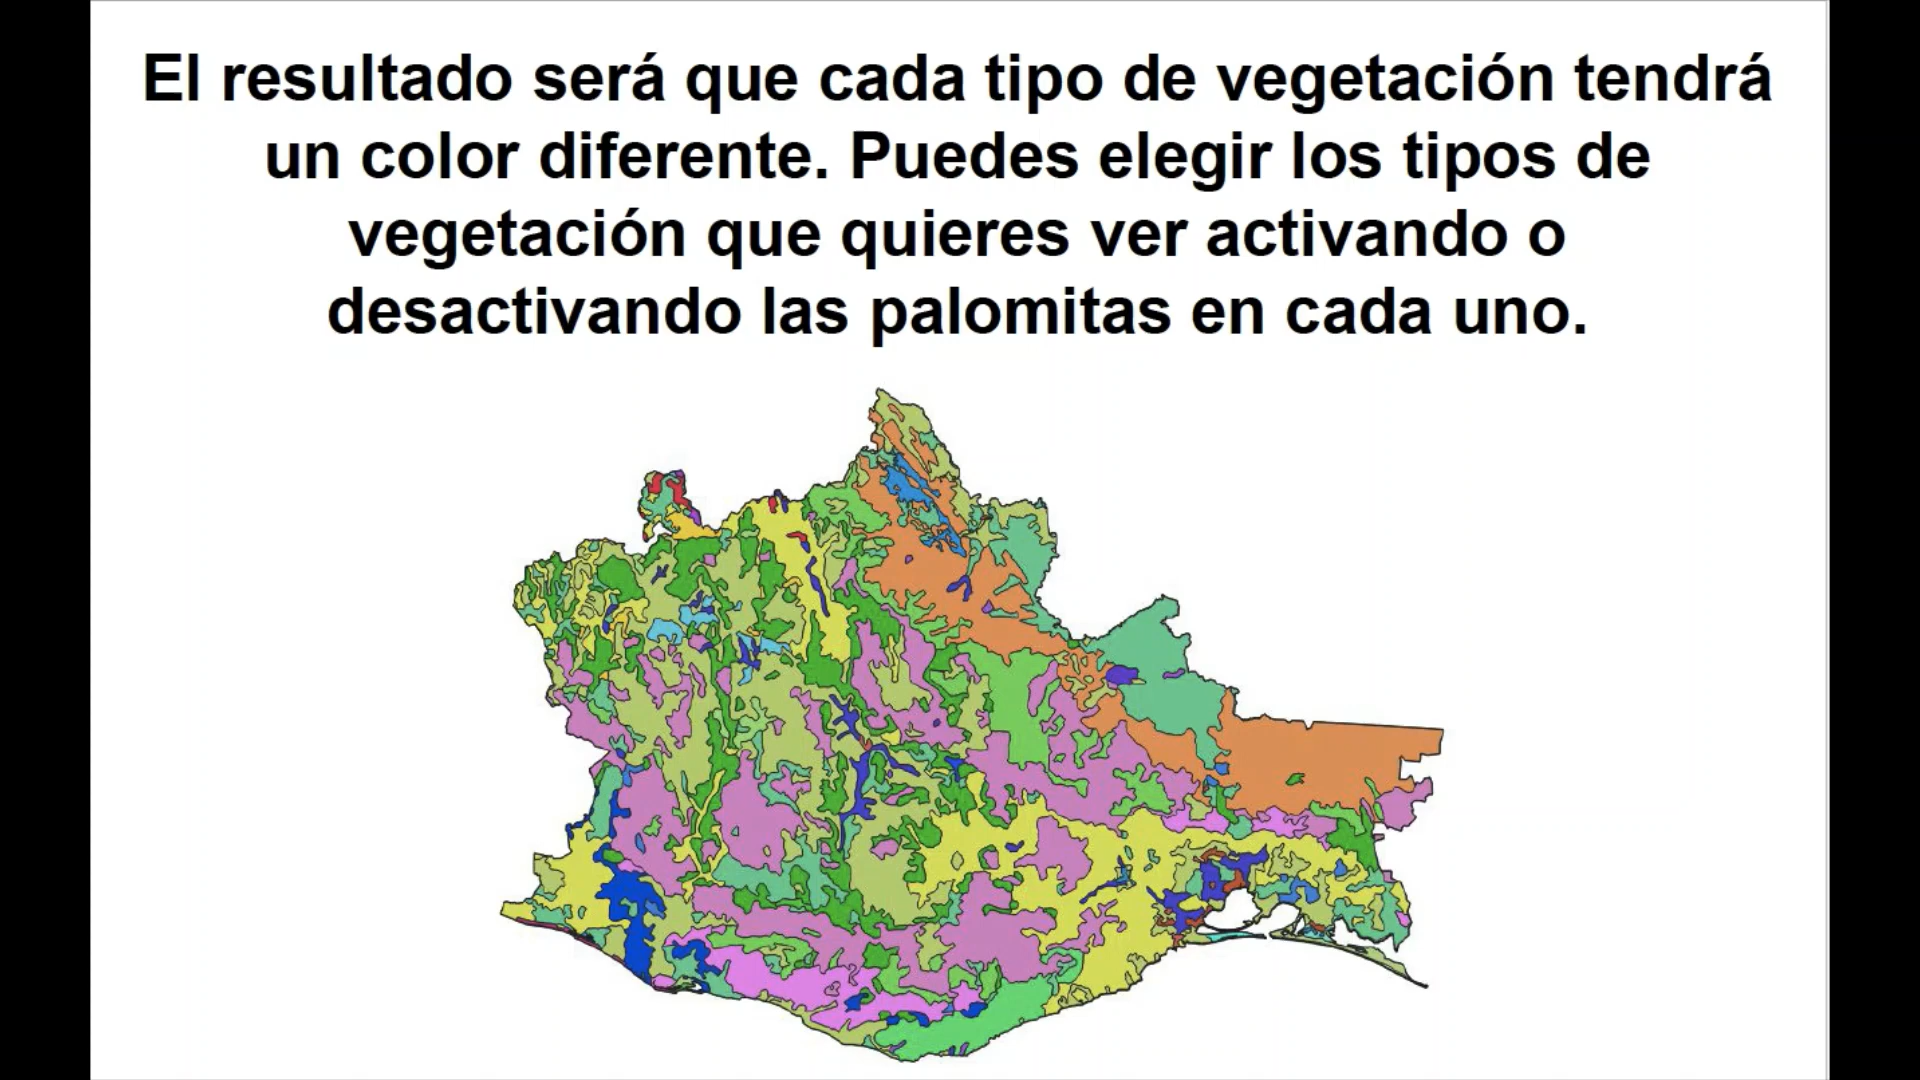 El resultado será que cada tipo de vegetación tendrá
un color diferente. Puedes elegir los tipos de
vegetación que quieres ver activando o
desactivando las palomitas en cada uno.